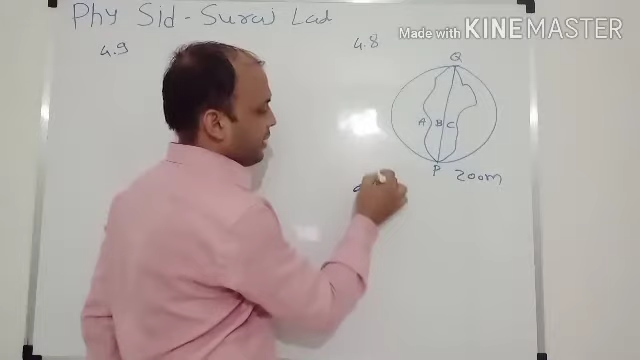 Phy Sid - Suraj Lad
Made with KINEMASTER
4.9
4.8
Q
A B C
P
200m